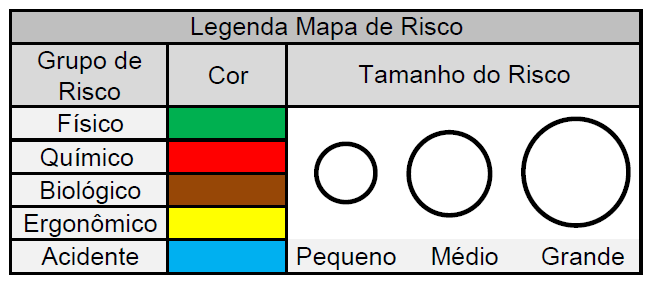 Legenda Mapa de Risco
Grupo de
Risco
Cor
Tamanho do Risco
Físico
Químico
Biológico
Ergonômico
Acidente
Pequeno
Médio
Grande